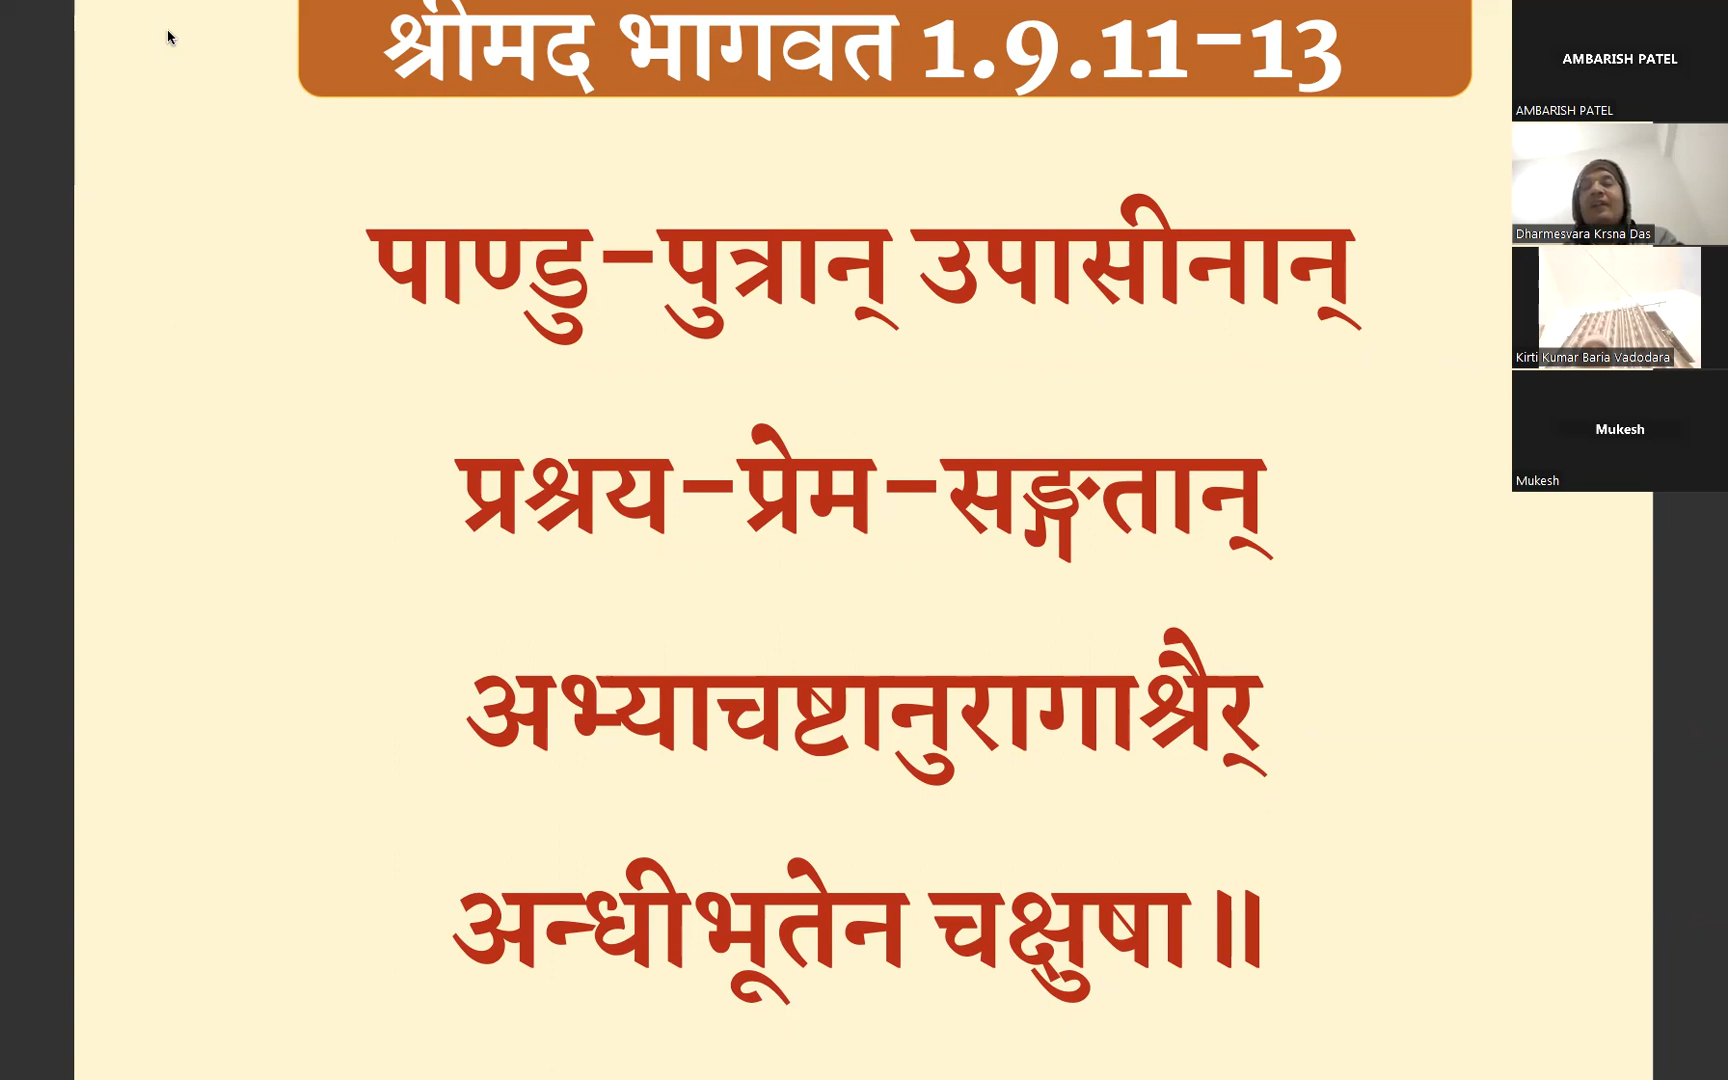 श्रीमद भागवत 1.9.11-13
पाण्डु-पुत्रान् उपासीनान्
प्रश्रय-प्रेम-सङ्गतान्
अभ्याचष्टानुरागाश्रैर्
अन्धीभूतेन चक्षुषा॥
AMBARISH PATEL
AMBARISH PATEL
Dharmesvara Krsna Das
Kirti Kumar Baria Vadodara
Mukesh
Mukesh